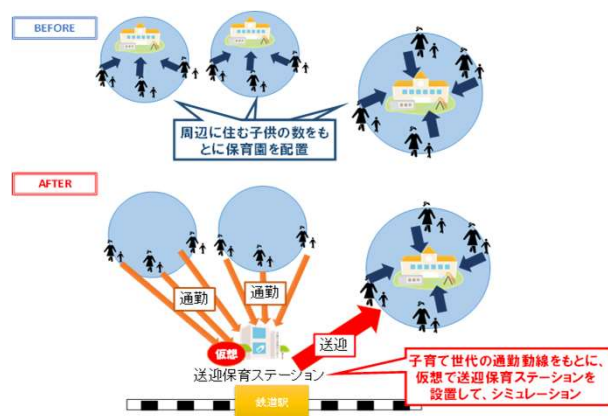 BEFORE
周辺に住む子供の数をも
とに保育園を配置
AFTER
通勤
通勤
仮想
送迎
送迎保育ステーション
子育て世代の通勤動線をもとに、
仮想で送迎保育ステーションを
設置して、シミュレーション
鉄道駅